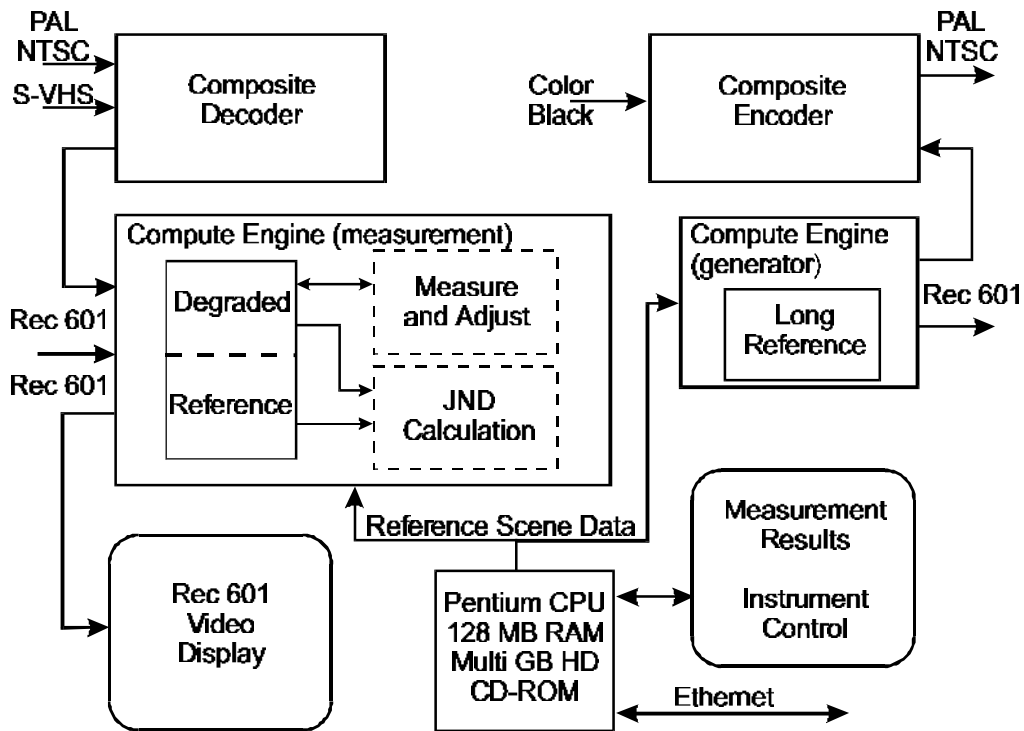 PAL
NTSC
S-VHS
Composite
Decoder
Color
Black
Composite
Encoder
PAL
NTSC
Compute Engine (measurement)
Degraded
Reference
Measure
and Adjust
JND
Calculation
Rec 601
Rec 601
Compute Engine
(generator)
Long
Reference
Rec 601
Reference Scene Data
Rec 601
Video
Display
Pentium CPU
128 MB RAM
Multi GB HD
CD-ROM
Measurement
Results
Instrument
Control
Ethernet